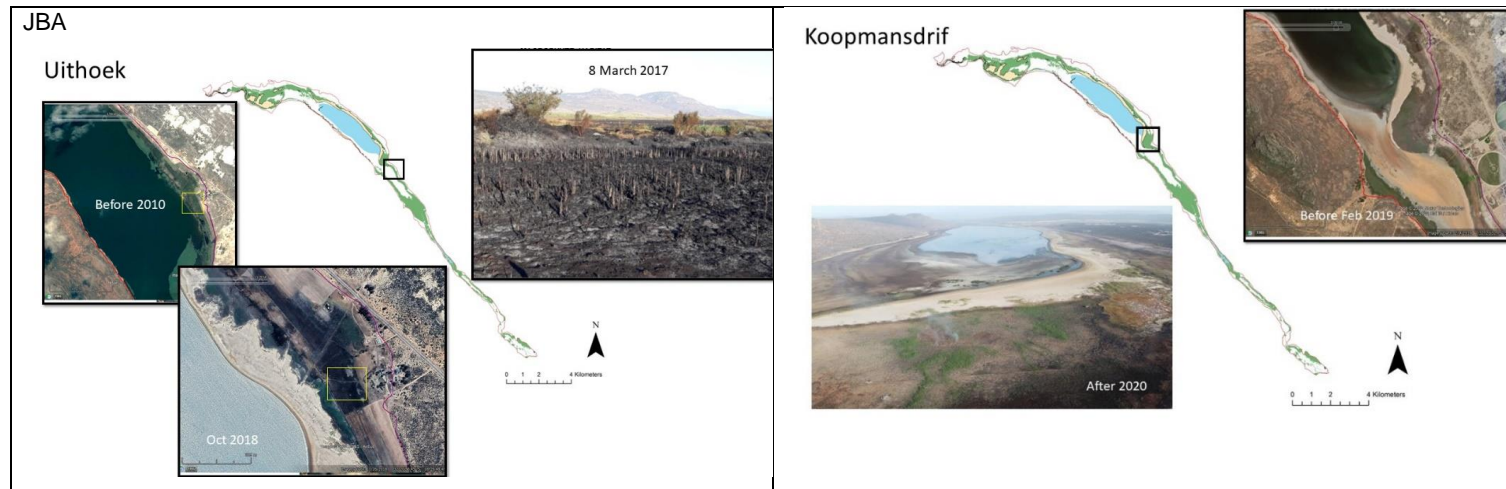 JBA
Uithoek
8 March 2017
Before 2010
Oct 2018
N
0 1 2 4 Kilometers
Koopmansdrif
Before Feb 2019
After 2020
N
0 1 2 4 Kilometers